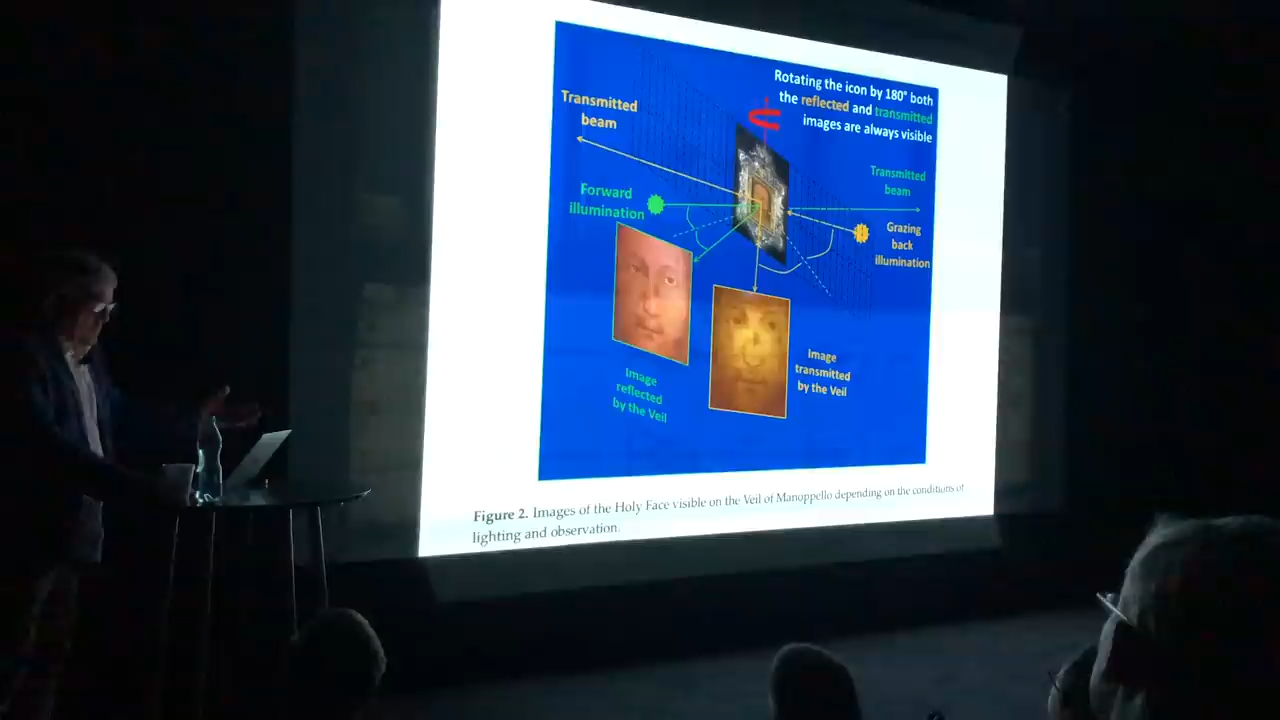 Rotating the icon by 180° both
the reflected and transmitted
images are always visible
Transmitted
beam
Transmitted
beam
Forward
illumination
Grazing
back
illumination
Image
reflected
by the Veil
Image
transmitted
by the Veil
Figure 2. Images of the Holy Face visible on the Veil of Manoppello depending on the conditions of
lighting and observation.